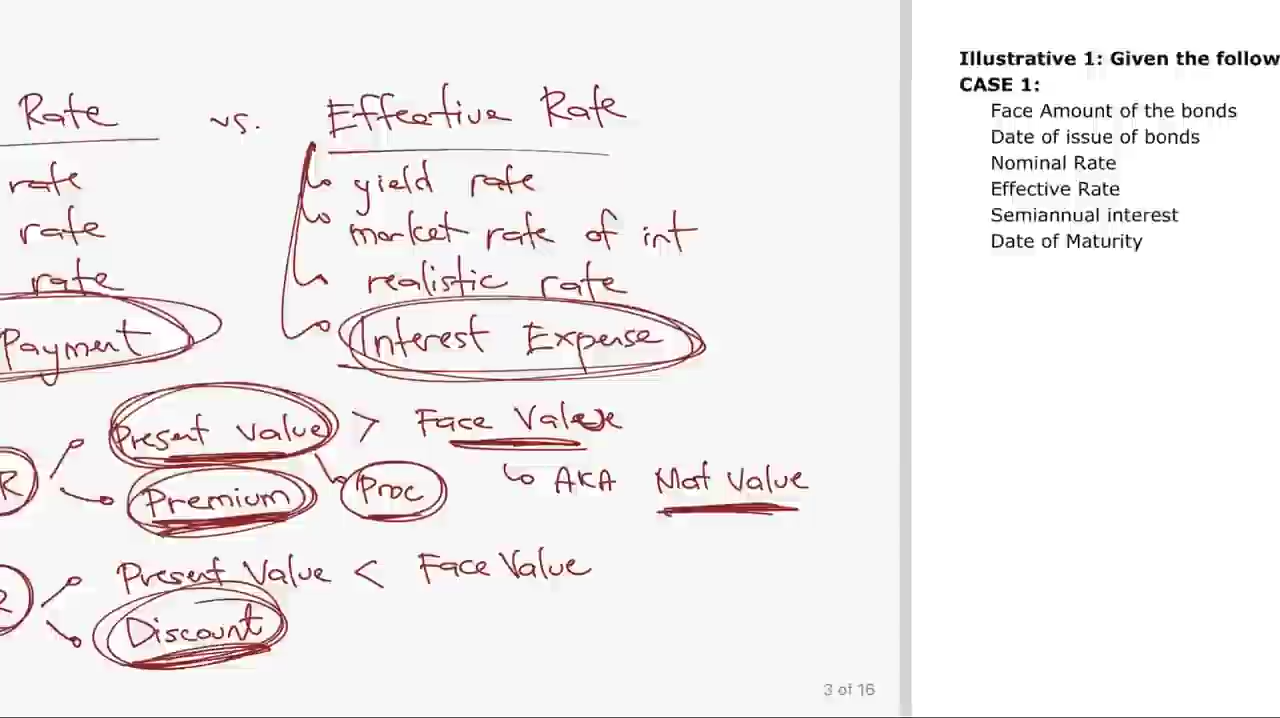 Rate vs. Effective Rate
rate yield rate
rate market rate of int
rate realistic rate
Payment Interest Expense
Present Value > Face Value
R Premium Proc AKA Mat Value
Present Value < Face Value
Discount
3 of 16
Illustrative 1: Given the follow
CASE 1:
Face Amount of the bonds
Date of issue of bonds
Nominal Rate
Effective Rate
Semiannual interest
Date of Maturity